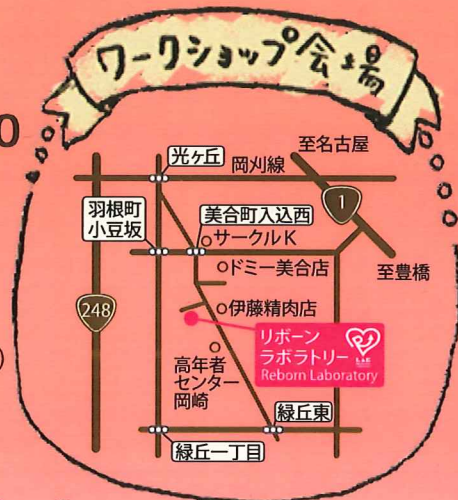 ワークショップ会場
0
光ヶ丘
岡刈線
至名古屋
1
羽根町
小豆坂
美合町入込西
サークルK
ドミー美合店
至豊橋
248
伊藤精肉店
リボーン
ラボラトリー
Reborn Laboratory
高年者
センター
岡崎
)
緑丘東
緑丘一丁目